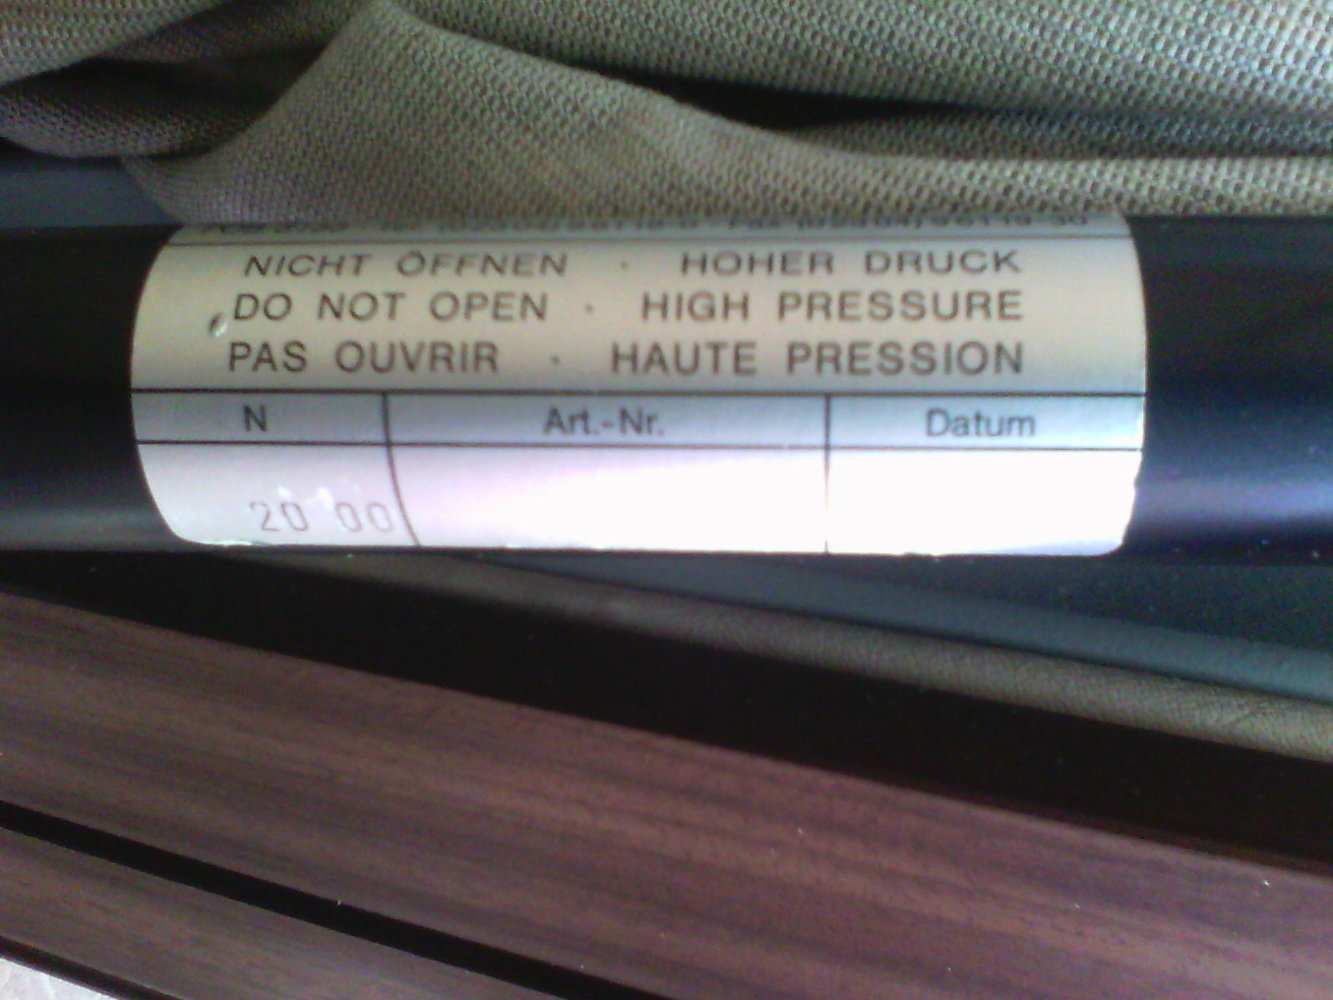 NICHT ÖFFNEN · HOHER DRUCK
DO NOT OPEN · HIGH PRESSURE
PAS OUVRIR · HAUTE PRESSION
N Art.-Nr. Datum
20 00